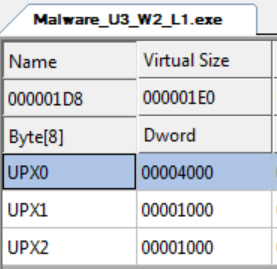 Malware_U3_W2_L1.exe
Name Virtual Size
000001D8 000001E0
Byte[8] Dword
UPX0 00004000
UPX1 00001000
UPX2 00001000